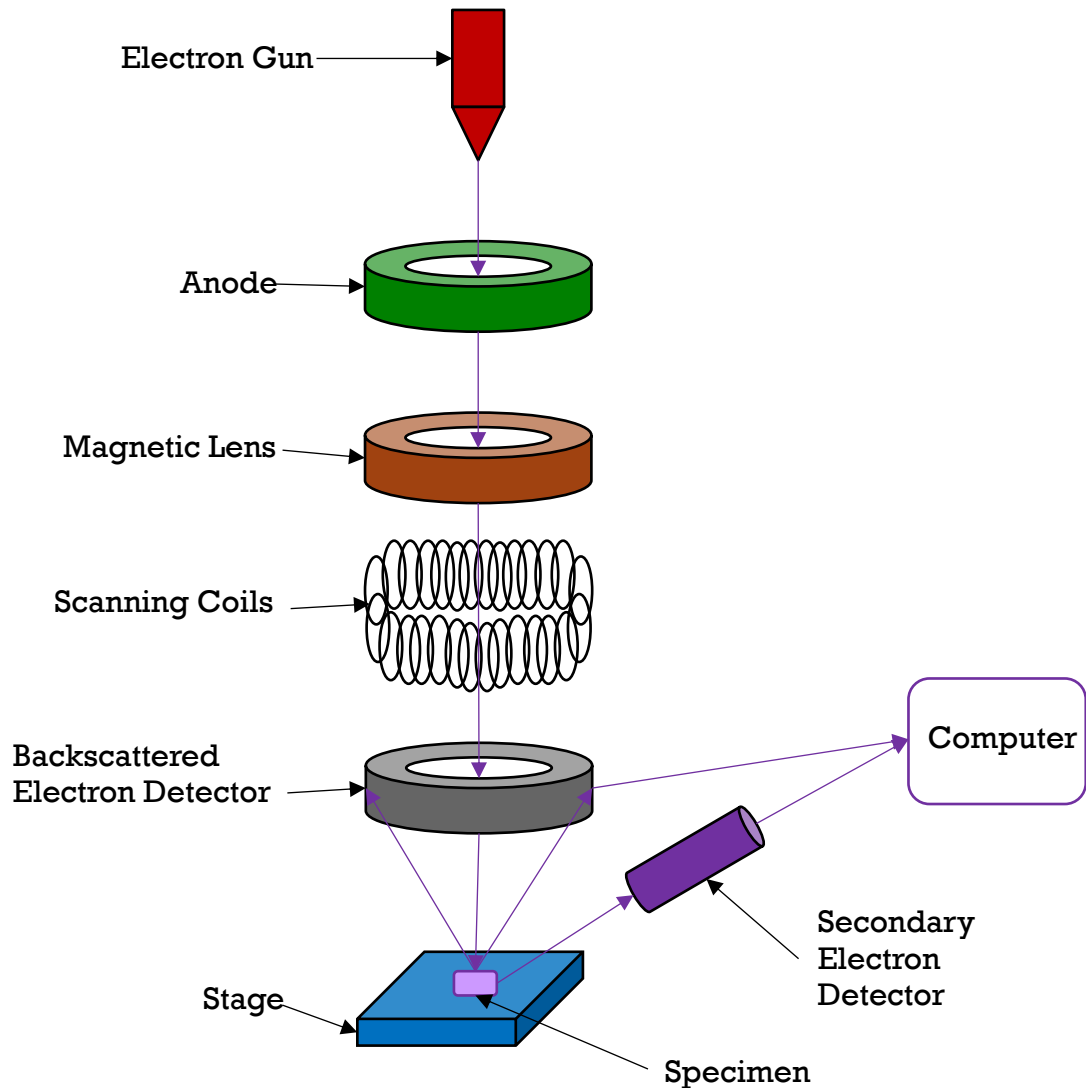 Electron Gun
Anode
Magnetic Lens
Scanning Coils
Backscattered
Electron Detector
Computer
Secondary
Electron
Detector
Stage
Specimen